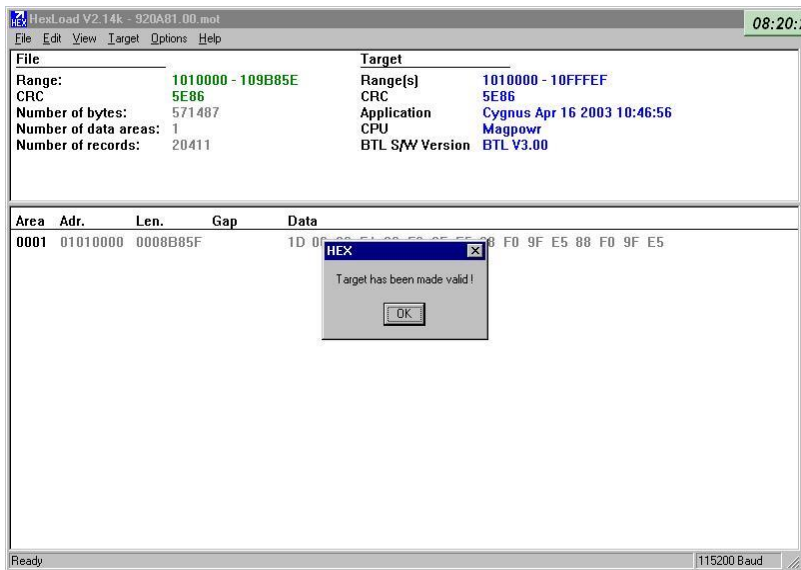 HEX HexLoad V2.14k - 920A81.00.mot
08:20:
File Edit View Target Options Help
File Target
Range: 1010000 - 109B85E Range(s) 1010000 - 10FFFEF
CRC 5E86 CRC 5E86
Number of bytes: 571487 Application Cygnus Apr 16 2003 10:46:56
Number of data areas: 1 CPU Magpowr
Number of records: 20411 BTL S/W Version BTL V3.00
Area Adr. Len. Gap Data
0001 01010000 0008B85F 1D F0 9F E5 88 F0 9F E5
HEX
Target has been made valid !
OK
Ready 115200 Baud